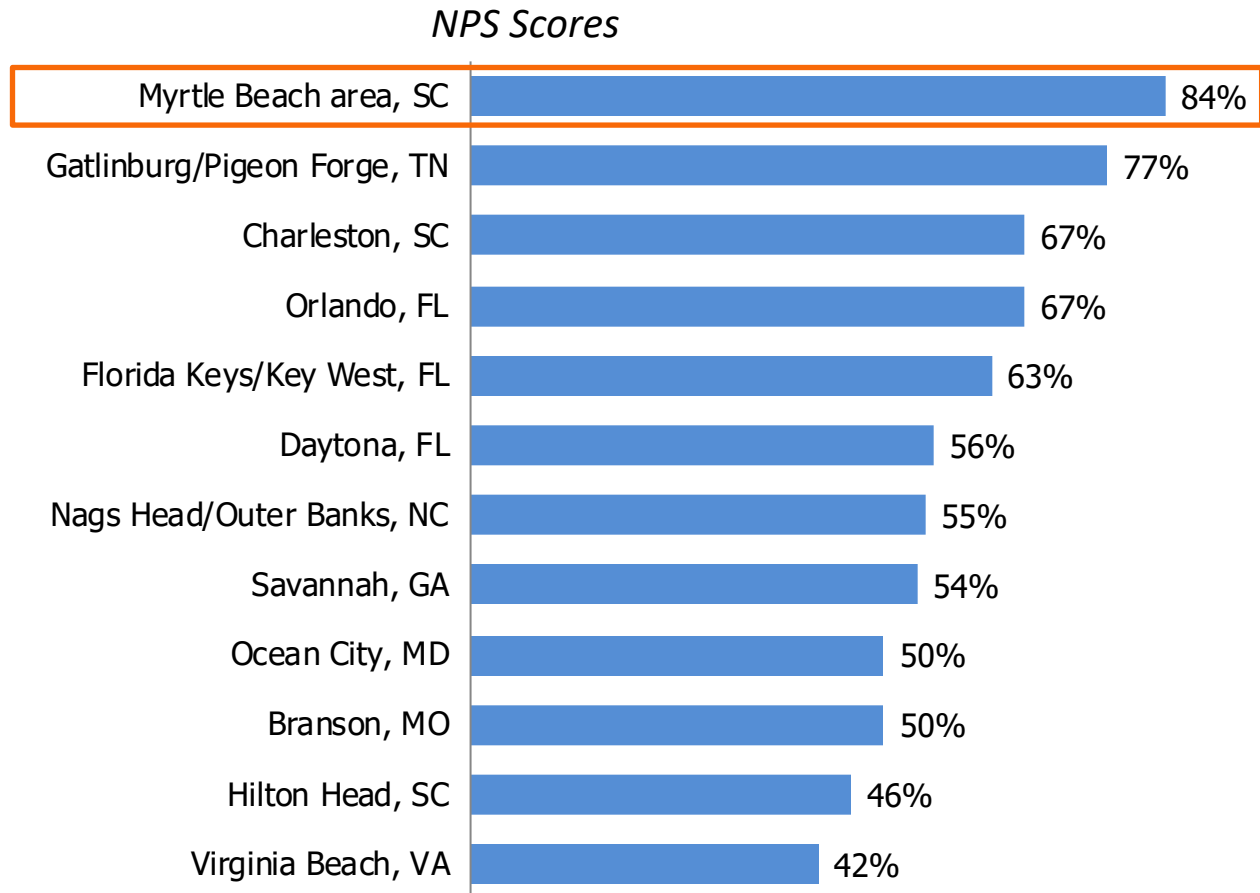 NPS Scores
Myrtle Beach area, SC 84%
Gatlinburg/Pigeon Forge, TN 77%
Charleston, SC 67%
Orlando, FL 67%
Florida Keys/Key West, FL 63%
Daytona, FL 56%
Nags Head/Outer Banks, NC 55%
Savannah, GA 54%
Ocean City, MD 50%
Branson, MO 50%
Hilton Head, SC 46%
Virginia Beach, VA 42%